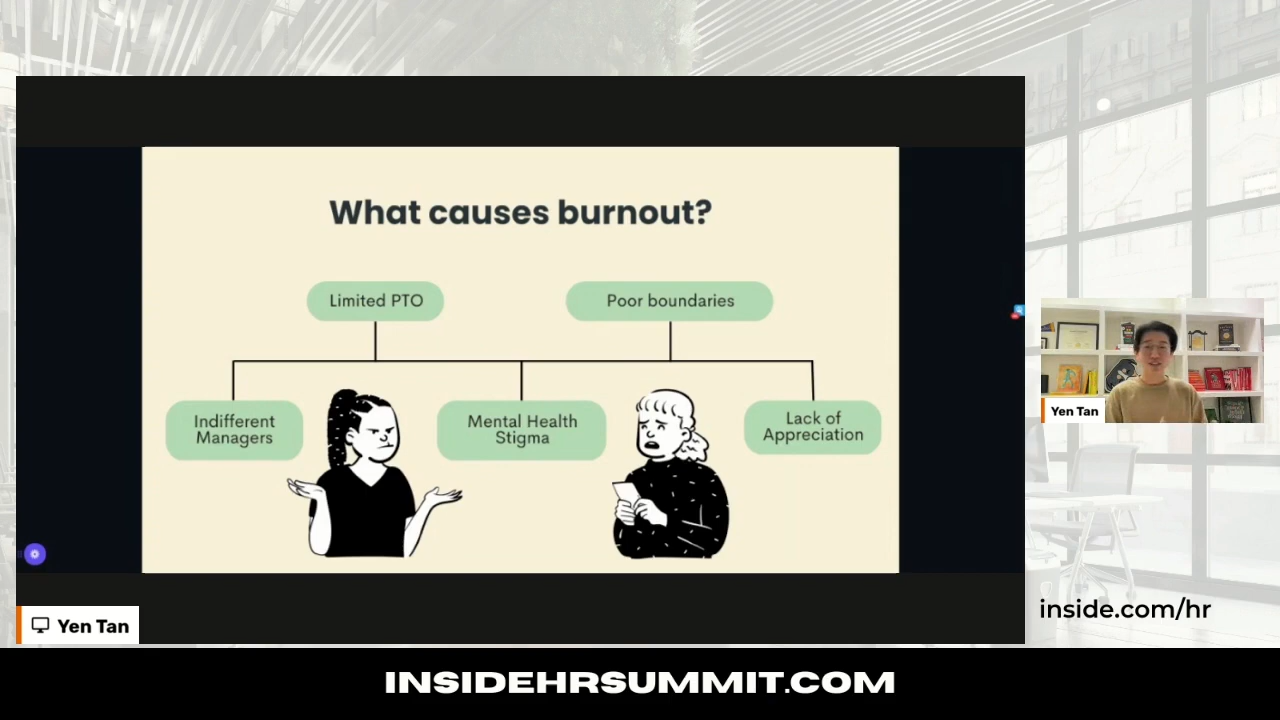 What causes burnout?
Limited PTO
Poor boundaries
Indifferent
Managers
Mental Health
Stigma
Lack of
Appreciation
Yen Tan
Yen Tan
inside.com/hr
INSIDEHRSUMMIT.COM